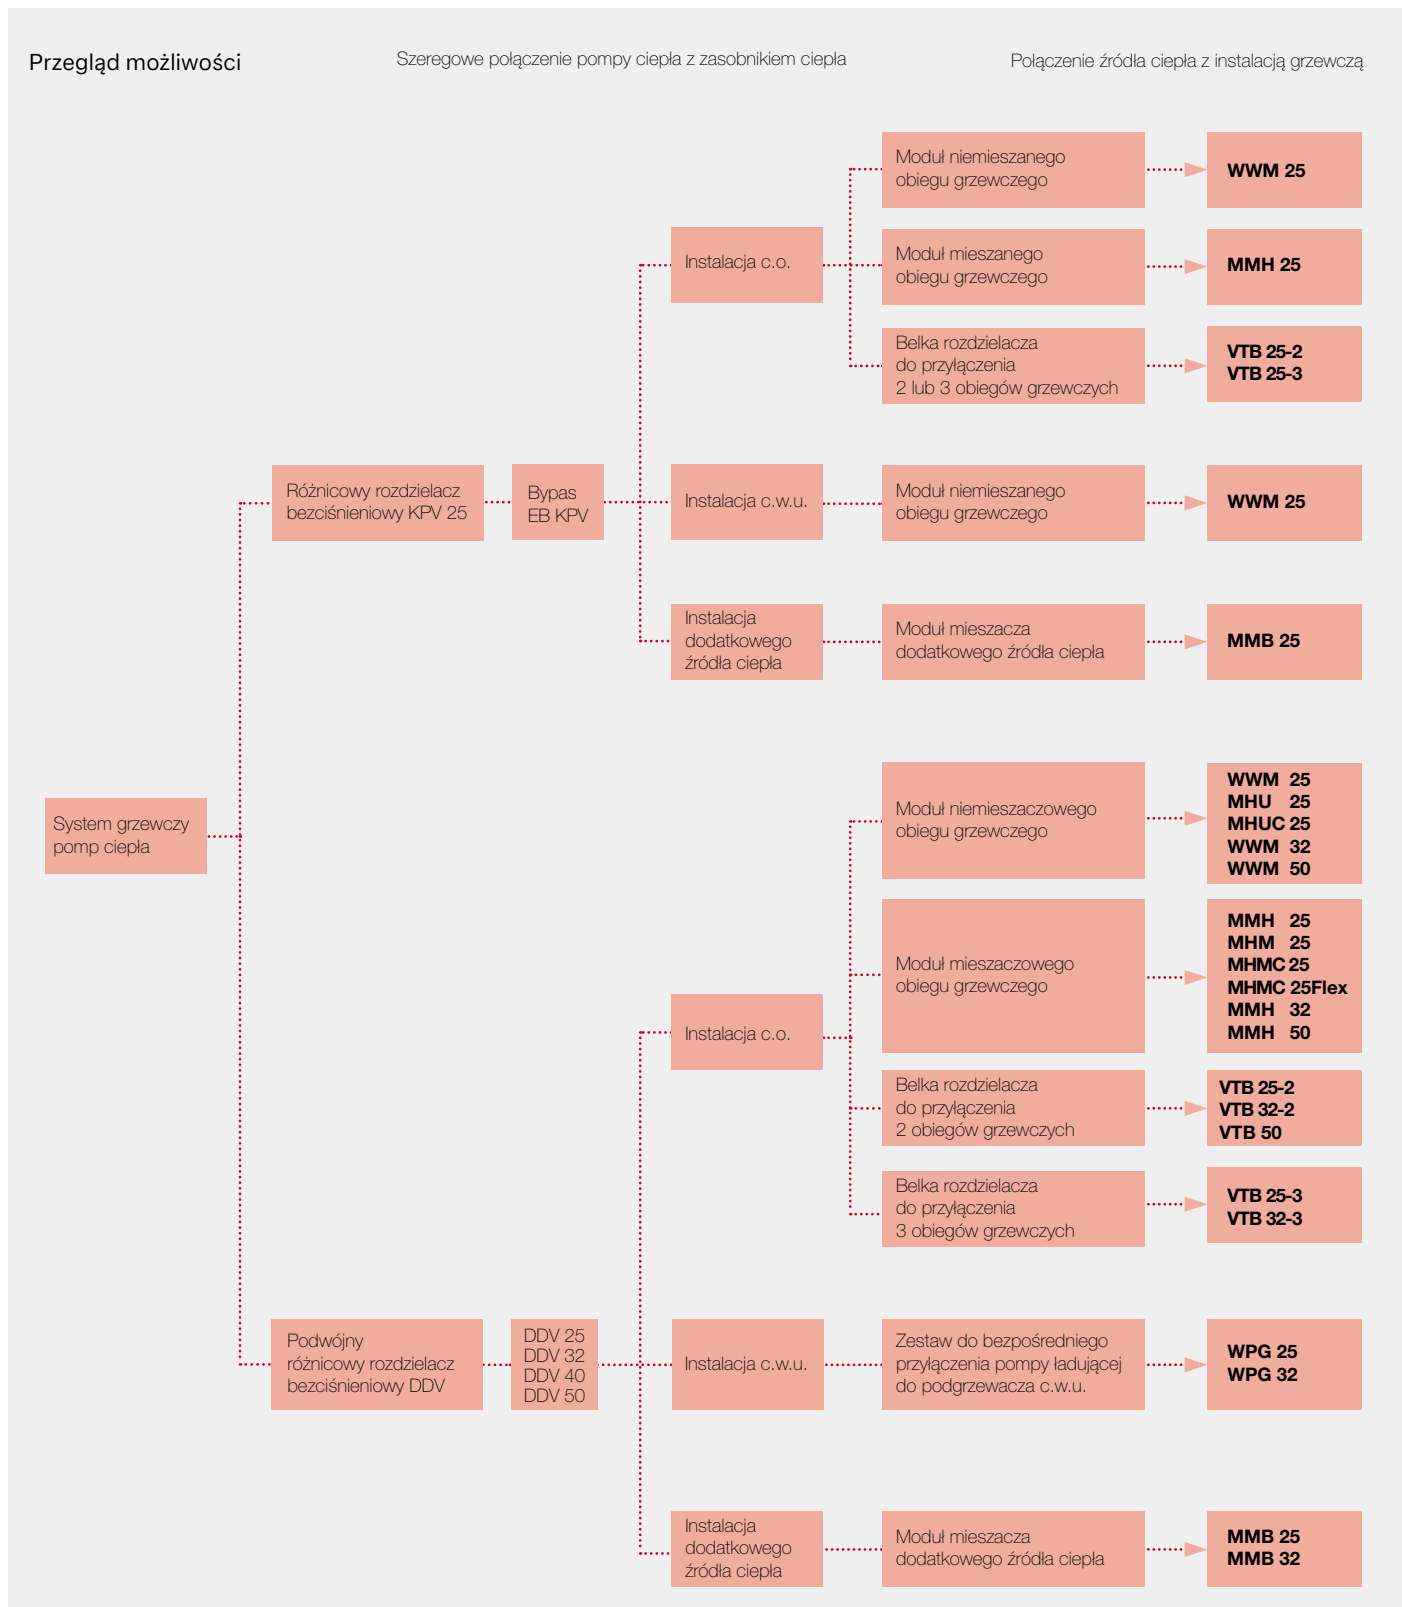 Przegląd możliwości
Szeregowe połączenie pompy ciepła z zasobnikiem ciepła
Połączenie źródła ciepła z instalacją grzewczą
System grzewczy
pomp ciepła
Różnicowy rozdzielacz
bezciśnieniowy KPV 25
Bypas
EB KPV
Instalacja c.o.
Moduł niemieszanego
obiegu grzewczego
WWM 25
Moduł mieszanego
obiegu grzewczego
MMH 25
Belka rozdzielacza
do przyłączenia
2 lub 3 obiegów grzewczych
VTB 25-2
VTB 25-3
Instalacja c.w.u.
Moduł niemieszanego
obiegu grzewczego
WWM 25
Instalacja
dodatkowego
źródła ciepła
Moduł mieszacza
dodatkowego źródła ciepła
MMB 25
Podwójny
różnicowy rozdzielacz
bezciśnieniowy DDV
DDV 25
DDV 32
DDV 40
DDV 50
Instalacja c.o.
Moduł niemieszaczowego
obiegu grzewczego
WWM 25
MHU 25
MHUC 25
WWM 32
WWM 50
Moduł mieszaczowego
obiegu grzewczego
MMH 25
MHM 25
MHMC 25
MHMC 25Flex
MMH 32
MMH 50
Belka rozdzielacza
do przyłączenia
2 obiegów grzewczych
VTB 25-2
VTB 32-2
VTB 50
Belka rozdzielacza
do przyłączenia
3 obiegów grzewczych
VTB 25-3
VTB 32-3
Instalacja c.w.u.
Zestaw do bezpośredniego
przyłączenia pompy ładującej
do podgrzewacza c.w.u.
WPG 25
WPG 32
Instalacja
dodatkowego
źródła ciepła
Moduł mieszacza
dodatkowego źródła ciepła
MMB 25
MMB 32